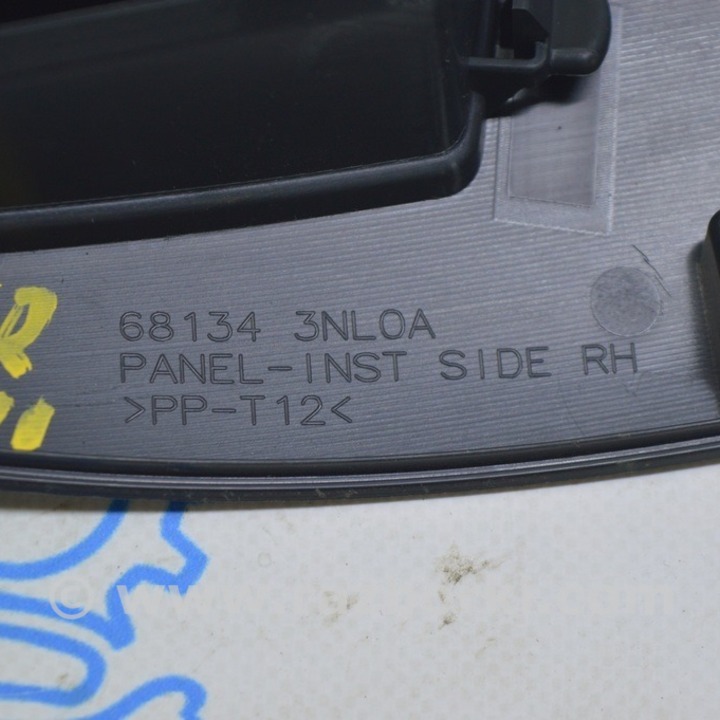 68134 3NL0A
PANEL-INST SIDE RH
>PP-T12<